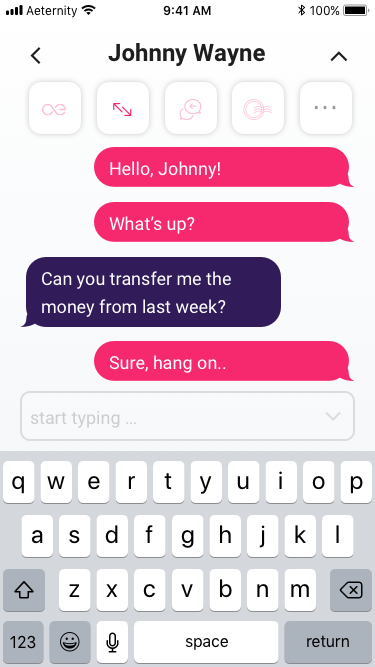 Aeternity 9:41 AM 100%
Johnny Wayne
Hello, Johnny!
What's up?
Can you transfer me the
money from last week?
Sure, hang on..
start typing ...
q w e r t y u i o p
a s d f g h j k l
z x c v b n m
123 space return